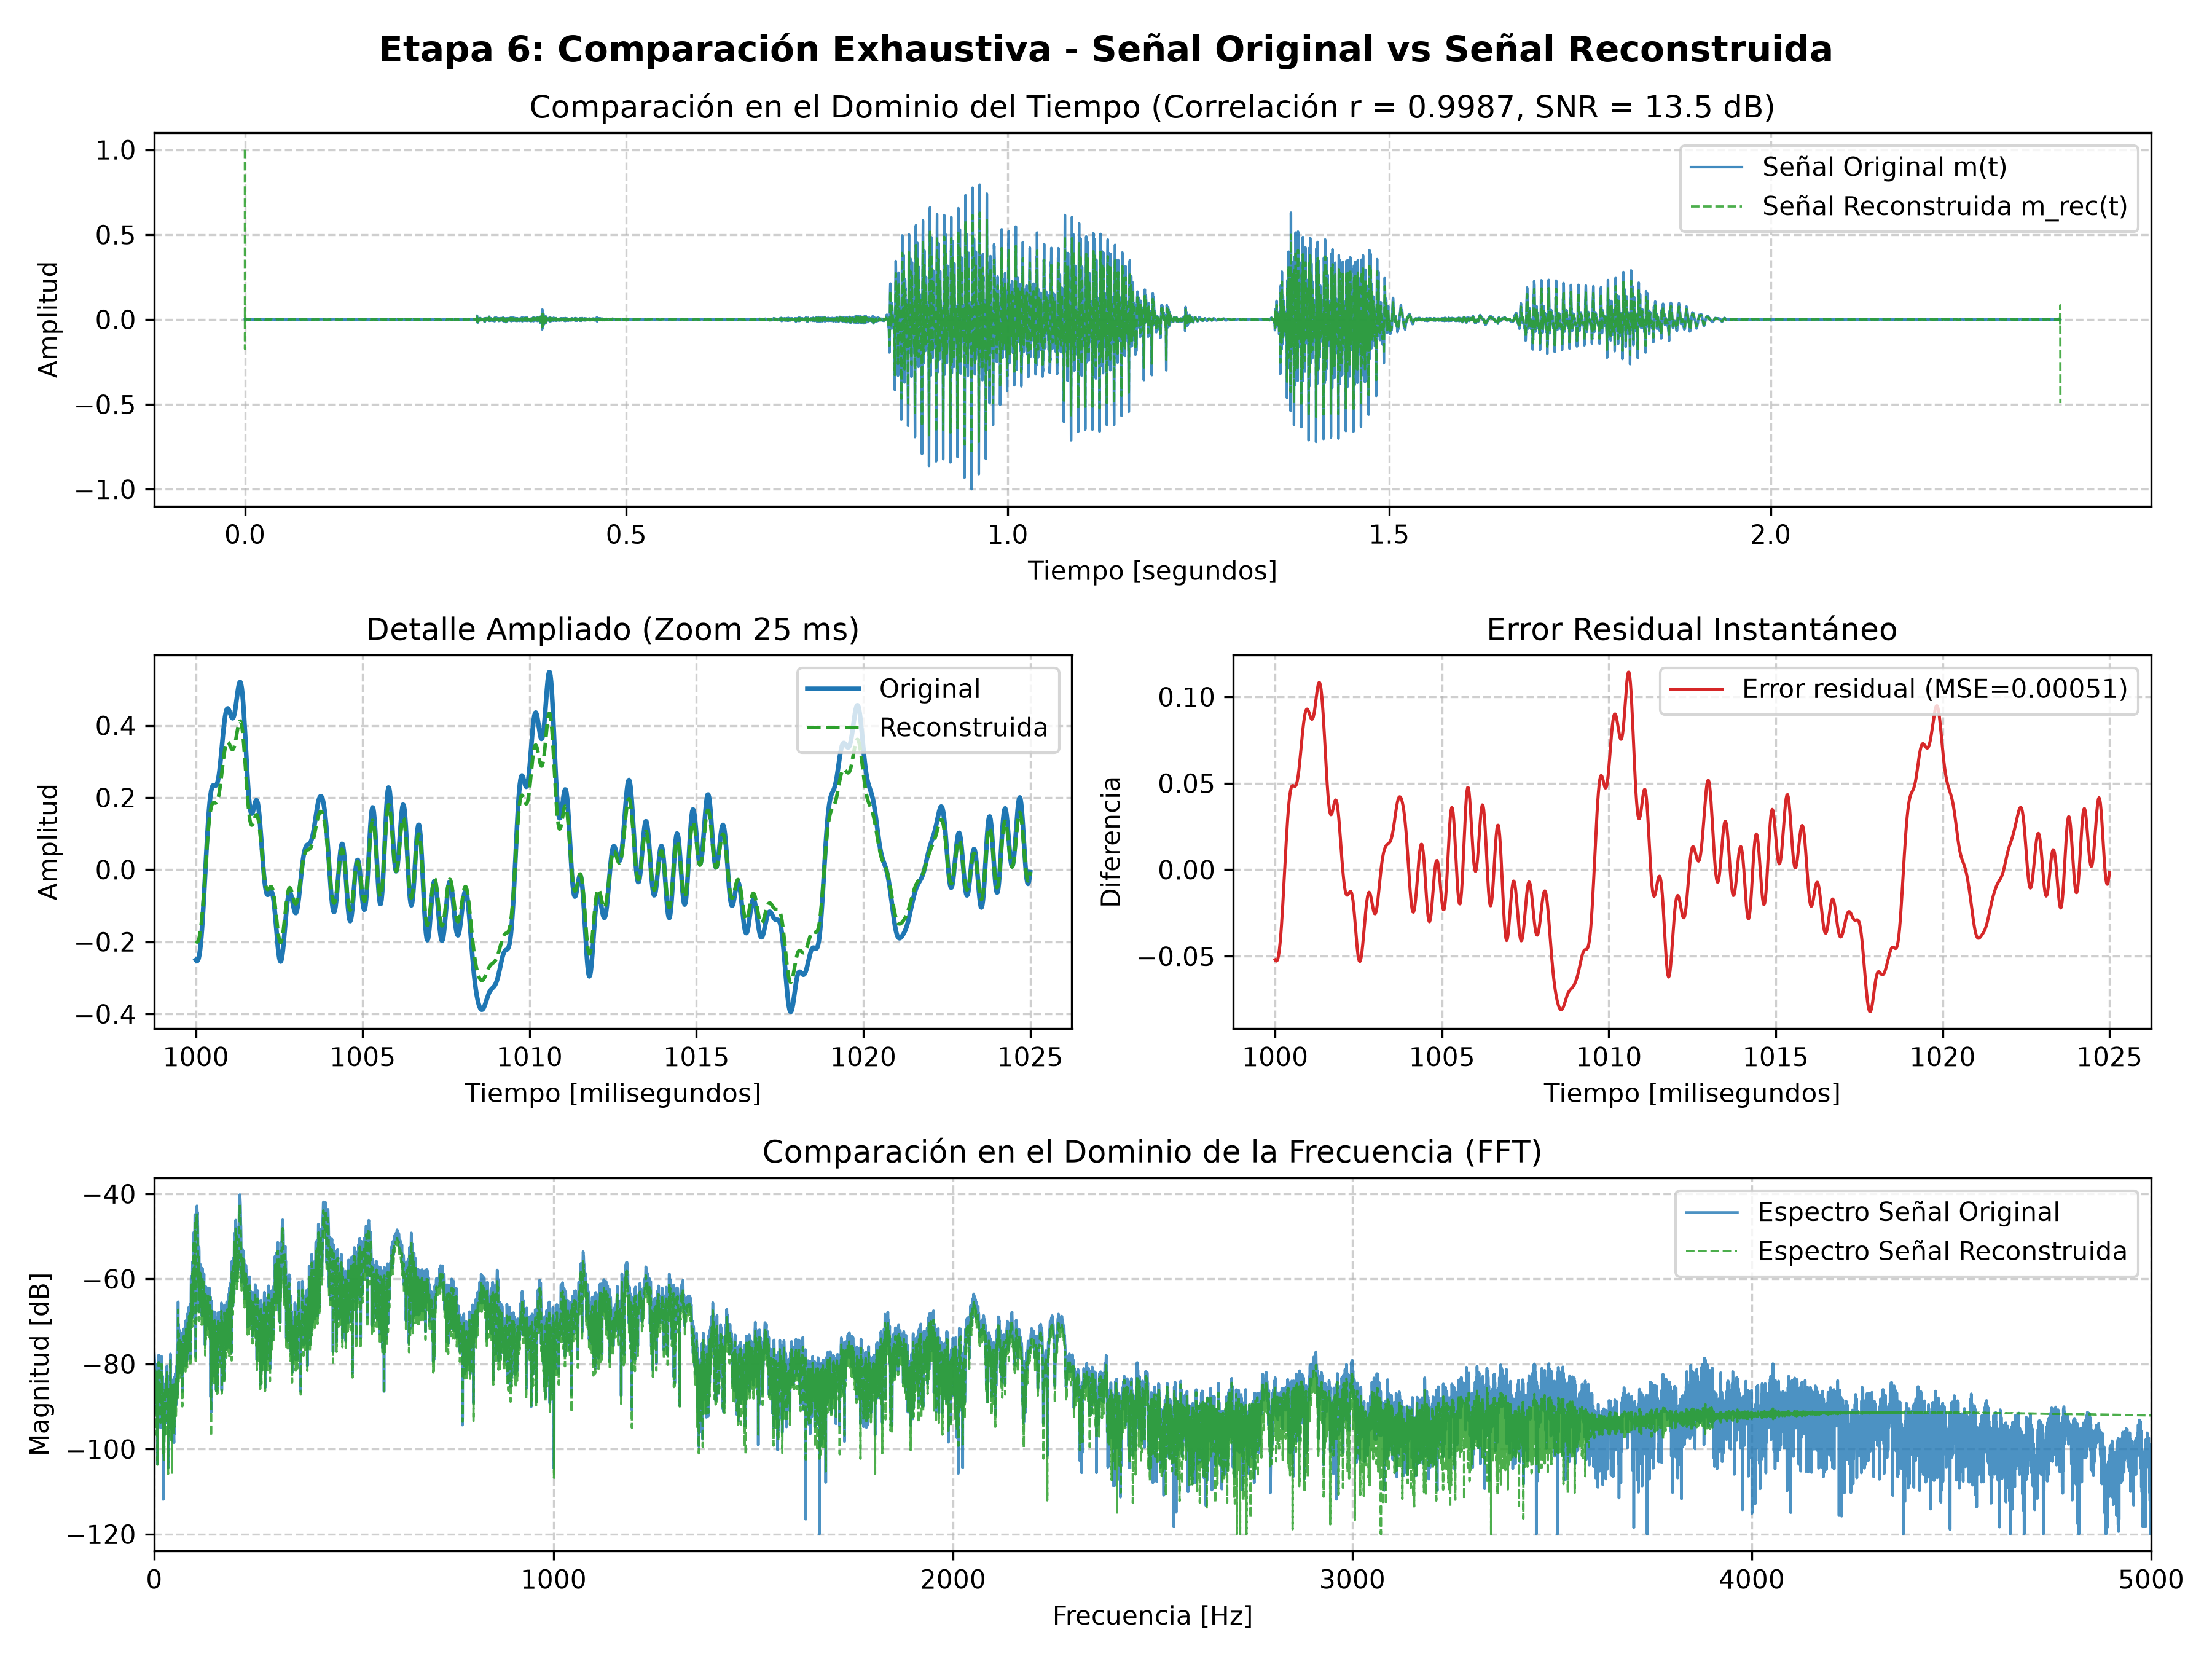 Etapa 6: Comparación Exhaustiva - Señal Original vs Señal Reconstruida
Comparación en el Dominio del Tiempo (Correlación r = 0.9987, SNR = 13.5 dB)
Amplitud
1.0
0.5
0.0
−0.5
−1.0
Señal Original m(t)
Señal Reconstruida m_rec(t)
0.0
0.5
1.0
1.5
2.0
Tiempo [segundos]
Detalle Ampliado (Zoom 25 ms)
Amplitud
0.4
0.2
0.0
−0.2
−0.4
Original
Reconstruida
1000
1005
1010
1015
1020
1025
Tiempo [milisegundos]
Error Residual Instantáneo
Diferencia
0.10
0.05
0.00
−0.05
Error residual (MSE=0.00051)
1000
1005
1010
1015
1020
1025
Tiempo [milisegundos]
Comparación en el Dominio de la Frecuencia (FFT)
Magnitud [dB]
−40
−60
−80
−100
−120
Espectro Señal Original
Espectro Señal Reconstruida
0
1000
2000
3000
4000
5000
Frecuencia [Hz]